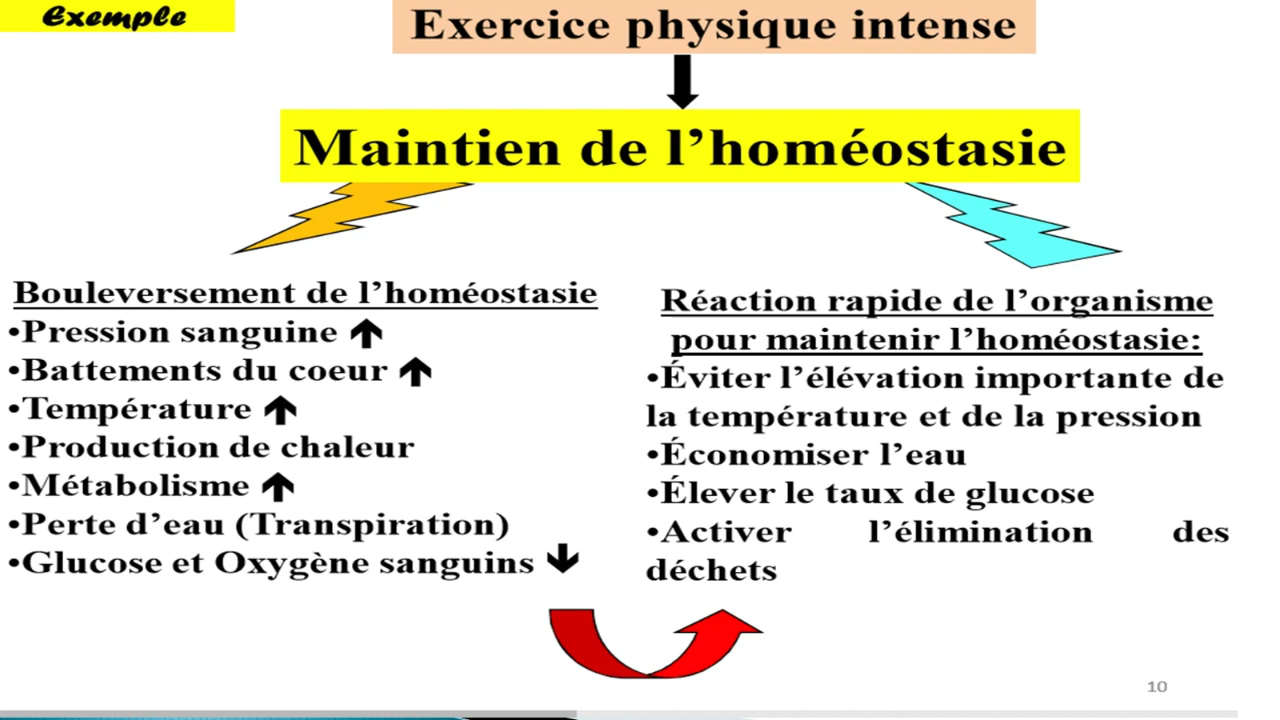 Exemple
Exercice physique intense
Maintien de l’homéostasie
Bouleversement de l’homéostasie
•Pression sanguine 🡹
•Battements du coeur 🡹
•Température 🡹
•Production de chaleur
•Métabolisme 🡹
•Perte d’eau (Transpiration)
•Glucose et Oxygène sanguins 🡻
Réaction rapide de l’organisme
pour maintenir l’homéostasie:
•Éviter l’élévation importante de
la température et de la pression
•Économiser l’eau
•Élever le taux de glucose
•Activer l’élimination des
déchets
10